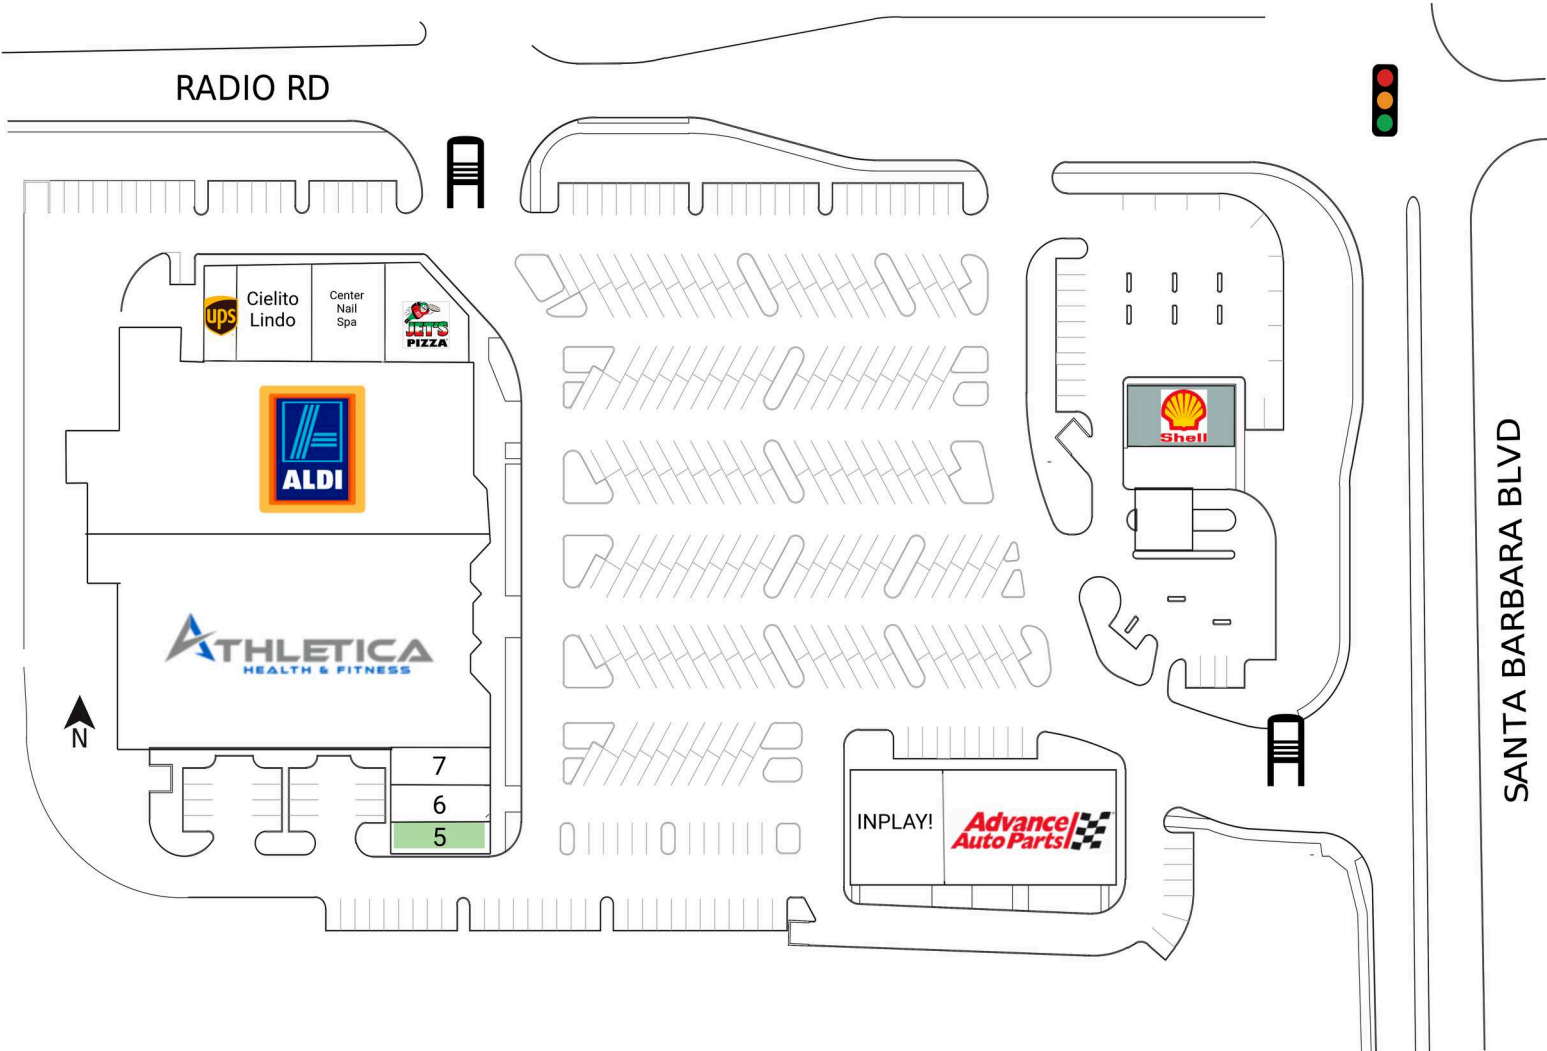 RADIO RD
ups
Cielito
Lindo
Center
Nail
Spa
JET'S
PIZZA
Shell
ALDI
SANTA BARBARA BLVD
ATHLETICA
HEALTH & FITNESS
N
7
6
5
INPLAY!
Advance
Auto Parts